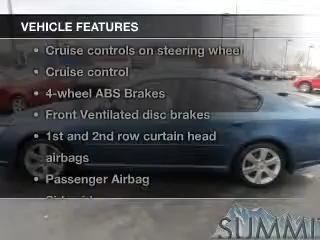 VEHICLE FEATURES
• Cruise controls on steering wheel
• Cruise control
• 4-wheel ABS Brakes
• Front Ventilated disc brakes
• 1st and 2nd row curtain head
airbags
• Passenger Airbag
SUMMIT